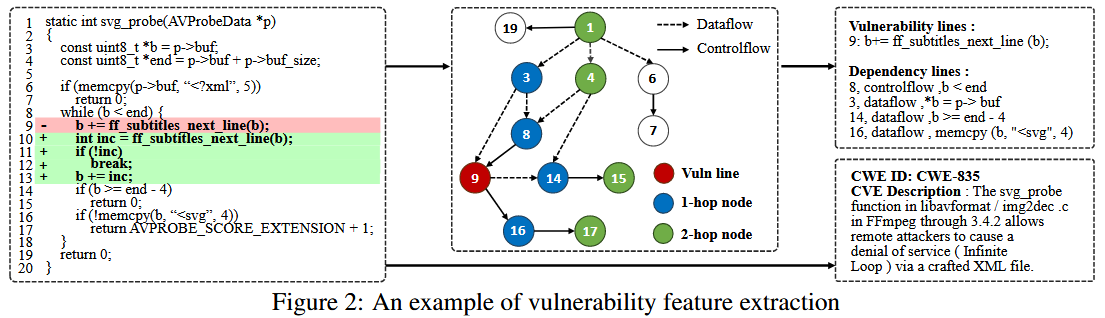 1 static int svg_probe(AVProbeData *p)
2 {
3 const uint8_t *b = p->buf;
4 const uint8_t *end = p->buf + p->buf_size;
5
6 if (memcpy(p->buf, “<?xml”, 5))
7 return 0;
8 while (b < end) {
9 - b += ff_subtitles_next_line(b);
10 + int inc = ff_subtitles_next_line(b);
11 + if (!inc)
12 + break;
13 + b += inc;
14 if (b >= end - 4)
15 return 0;
16 if (!memcpy(b, “<svg”, 4))
17 return AVPROBE_SCORE_EXTENSION + 1;
18 }
19 return 0;
20 }
19
1
Dataflow
Controlflow
3
4
6
8
7
9
14
15
16
17
Vuln line
1-hop node
2-hop node
Vulnerability lines :
9: b+= ff_subtitles_next_line (b);
Dependency lines :
8, controlflow ,b < end
3, dataflow ,*b = p-> buf
14, dataflow ,b >= end - 4
16, dataflow , memcpy (b, "<svg", 4)
CWE ID: CWE-835
CVE Description : The svg_probe
function in libavformat / img2dec .c
in FFmpeg through 3.4.2 allows
remote attackers to cause a
denial of service ( Infinite
Loop ) via a crafted XML file.
Figure 2: An example of vulnerability feature extraction